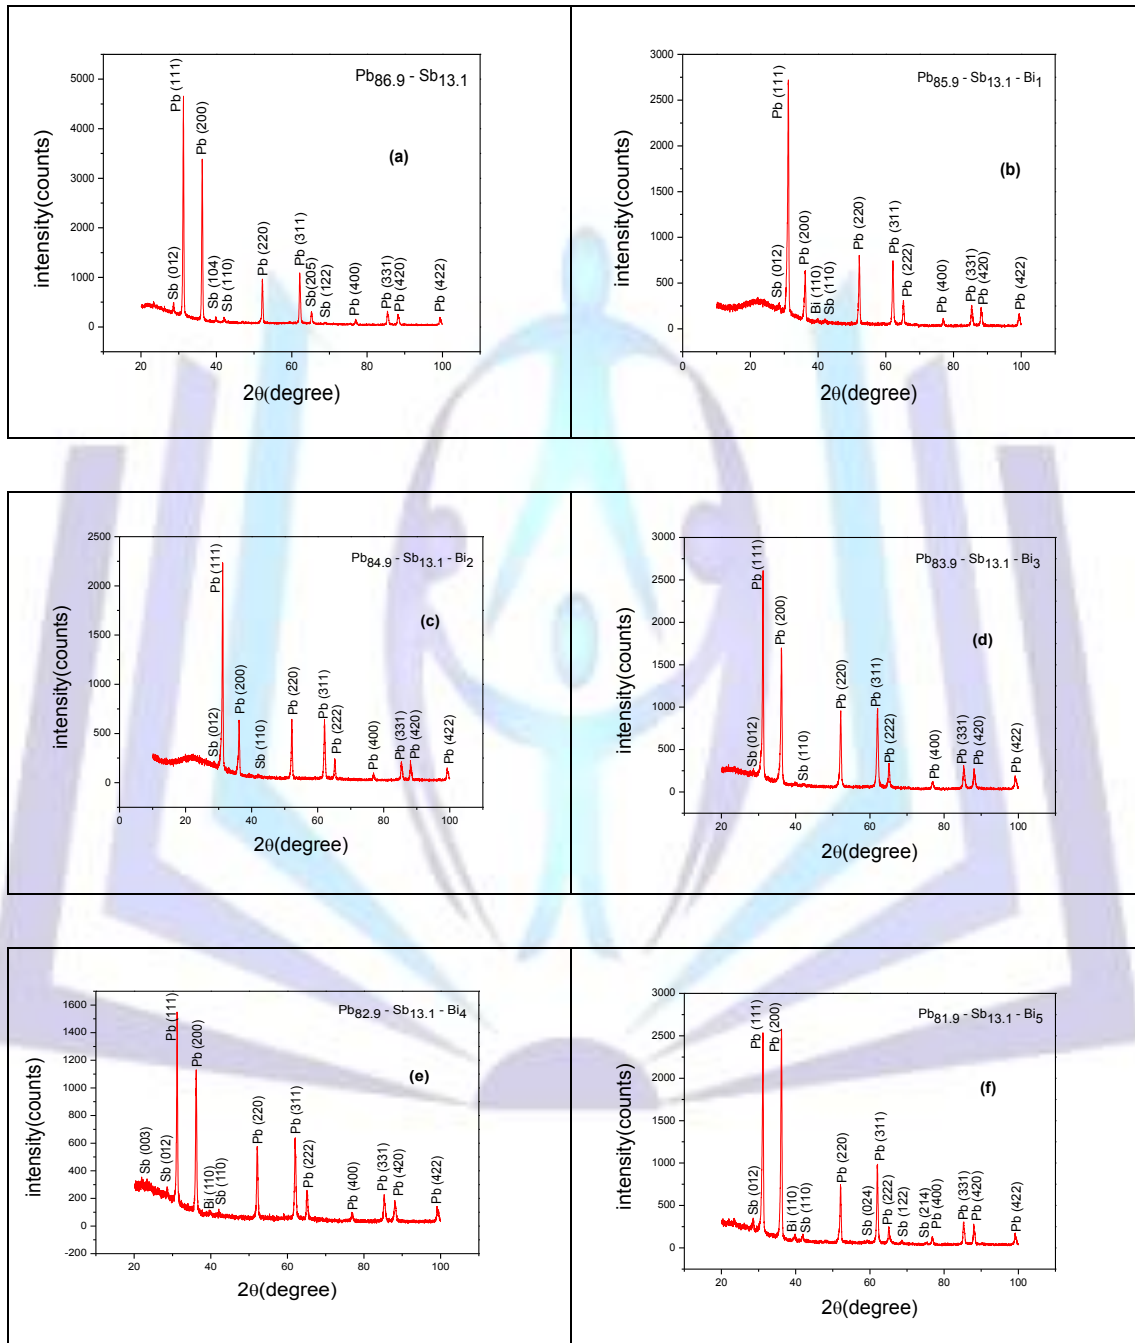 Pb86.9 - Sb13.1
(a)
intensity(counts)
5000
4000
3000
2000
1000
0
Sb (012)
Pb (111)
Pb (200)
Sb (104)
Sb (110)
Pb (220)
Pb (311)
Sb(205)
Sb (122)
Pb (400)
Pb (331)
Pb (420)
Pb (422)
20 40 60 80 100
2θ(degree)
Pb85.9 - Sb13.1 - Bi1
(b)
intensity(counts)
3000
2500
2000
1500
1000
500
0
Sb (012)
Pb (111)
Pb (200)
Bi (110)
Sb (110)
Pb (220)
Pb (311)
Pb (222)
Pb (400)
Pb (331)
Pb (420)
Pb (422)
0 20 40 60 80 100
2θ(degree)
Pb84.9 - Sb13.1 - Bi2
(c)
intensity(counts)
2500
2000
1500
1000
500
0
Sb (012)
Pb (111)
Pb (200)
Sb (110)
Pb (220)
Pb (311)
Pb (222)
Pb (400)
Pb (331)
Pb (420)
Pb (422)
0 20 40 60 80 100
2θ(degree)
Pb83.9 - Sb13.1 - Bi3
(d)
intensity(counts)
3000
2500
2000
1500
1000
500
0
Sb (012)
Pb (111)
Pb (200)
Sb (110)
Pb (220)
Pb (311)
Pb (222)
Pb (400)
Pb (331)
Pb (420)
Pb (422)
20 40 60 80 100
2θ(degree)
Pb82.9 - Sb13.1 - Bi4
(e)
intensity(counts)
1600
1400
1200
1000
800
600
400
200
0
-200
Sb (003)
Sb (012)
Pb (111)
Pb (200)
Bi (110)
Sb (110)
Pb (220)
Pb (311)
Pb (222)
Pb (400)
Pb (331)
Pb (420)
Pb (422)
20 40 60 80 100
2θ(degree)
Pb81.9 - Sb13.1 - Bi5
(f)
intensity(counts)
3000
2500
2000
1500
1000
500
0
Sb (012)
Pb (111)
Pb (200)
Bi (110)
Sb (110)
Pb (220)
Sb (024)
Pb (311)
Pb (222)
Sb (122)
Sb (214)
Pb (400)
Pb (331)
Pb (420)
Pb (422)
20 40 60 80 100
2θ(degree)